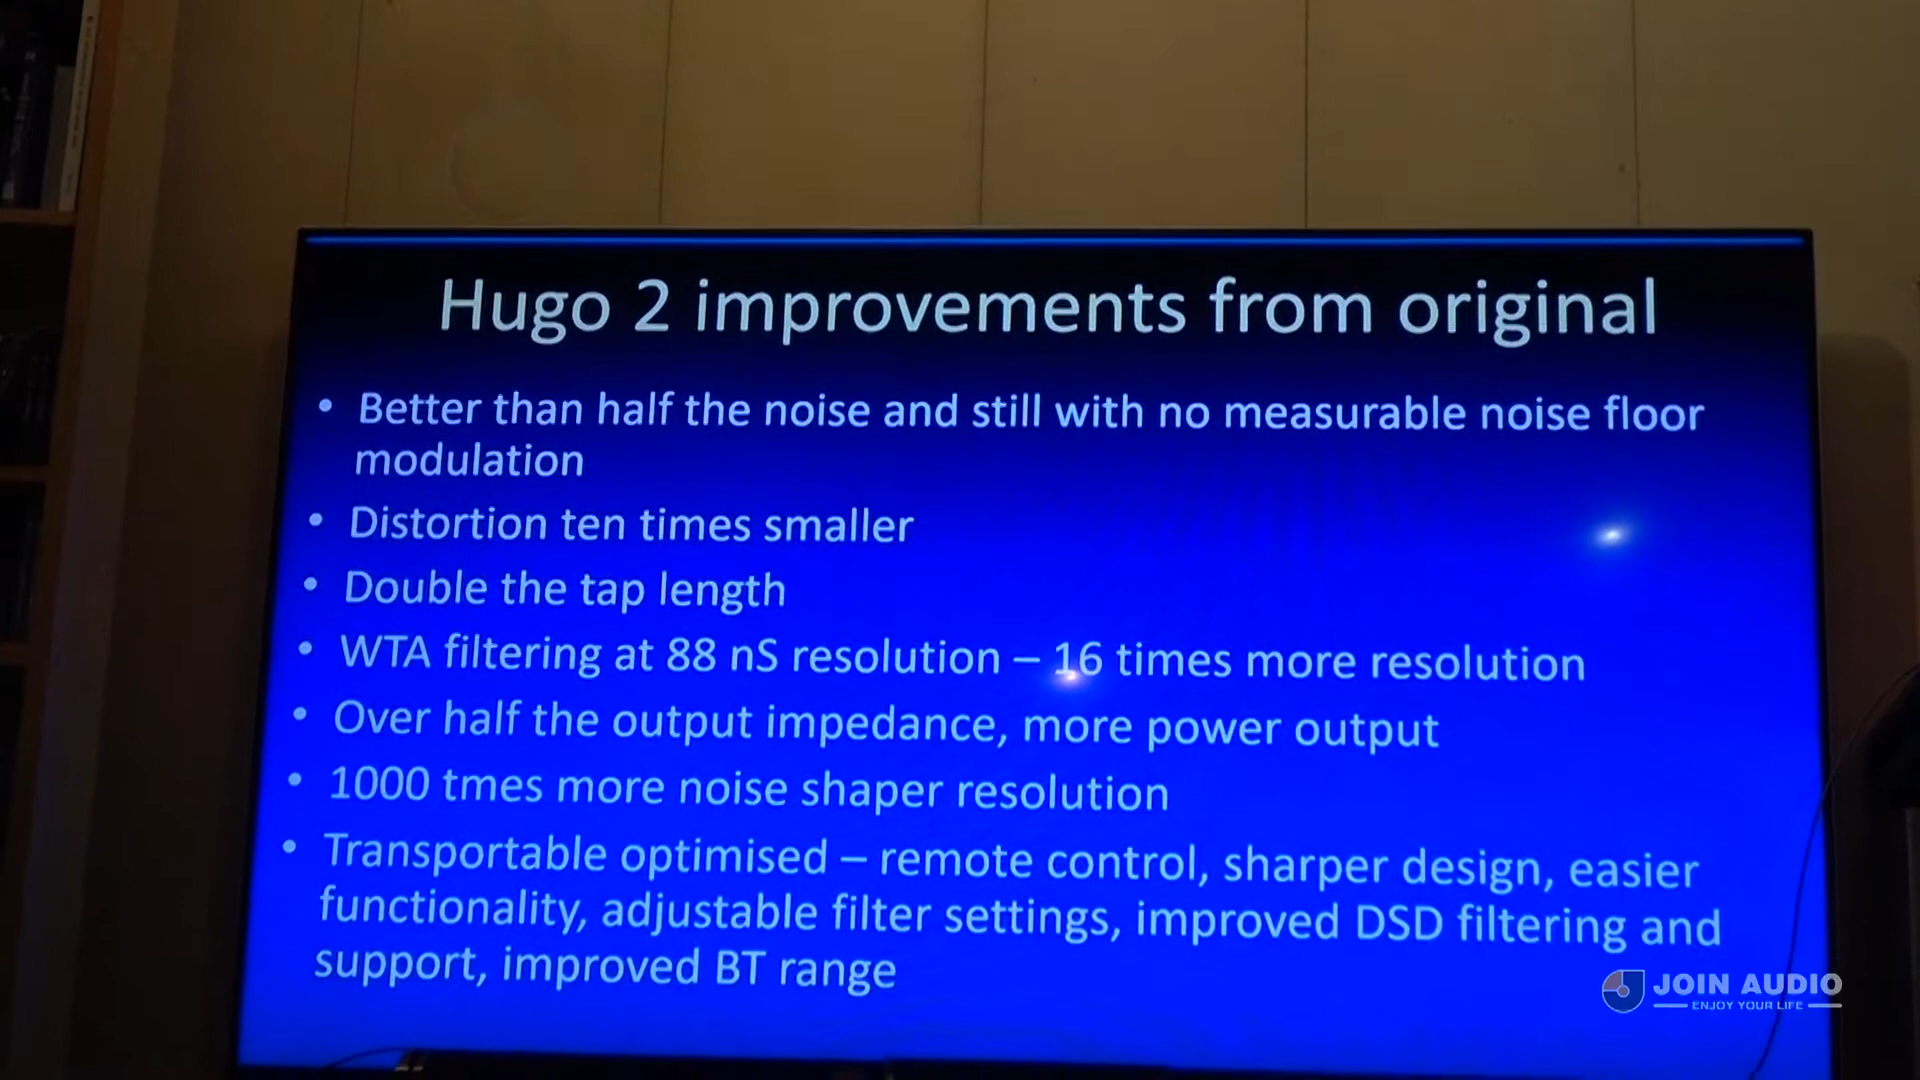 Hugo 2 improvements from original
• Better than half the noise and still with no measurable noise floor
modulation
• Distortion ten times smaller
• Double the tap length
• WTA filtering at 88 nS resolution – 16 times more resolution
• Over half the output impedance, more power output
• 1000 tmes more noise shaper resolution
• Transportable optimised – remote control, sharper design, easier
functionality, adjustable filter settings, improved DSD filtering and
support, improved BT range
JOIN AUDIO
ENJOY YOUR LIFE